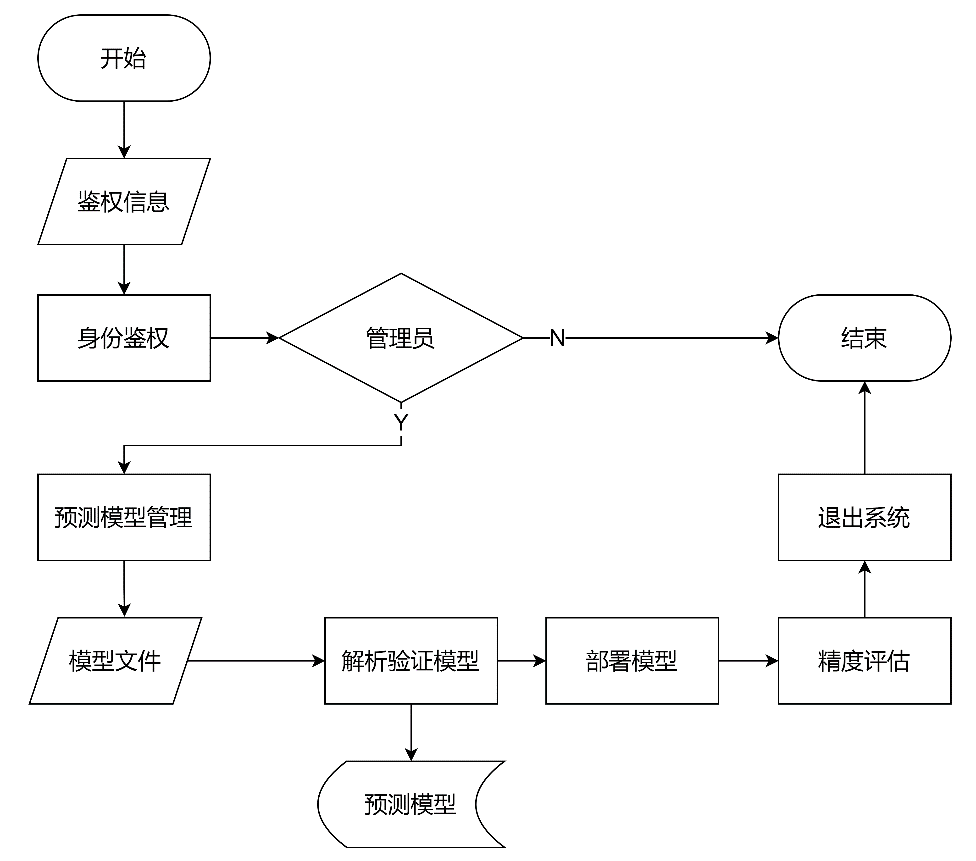 开始
鉴权信息
身份鉴权
管理员
N
结束
Y
预测模型管理
退出系统
模型文件
解析验证模型
部署模型
精度评估
预测模型